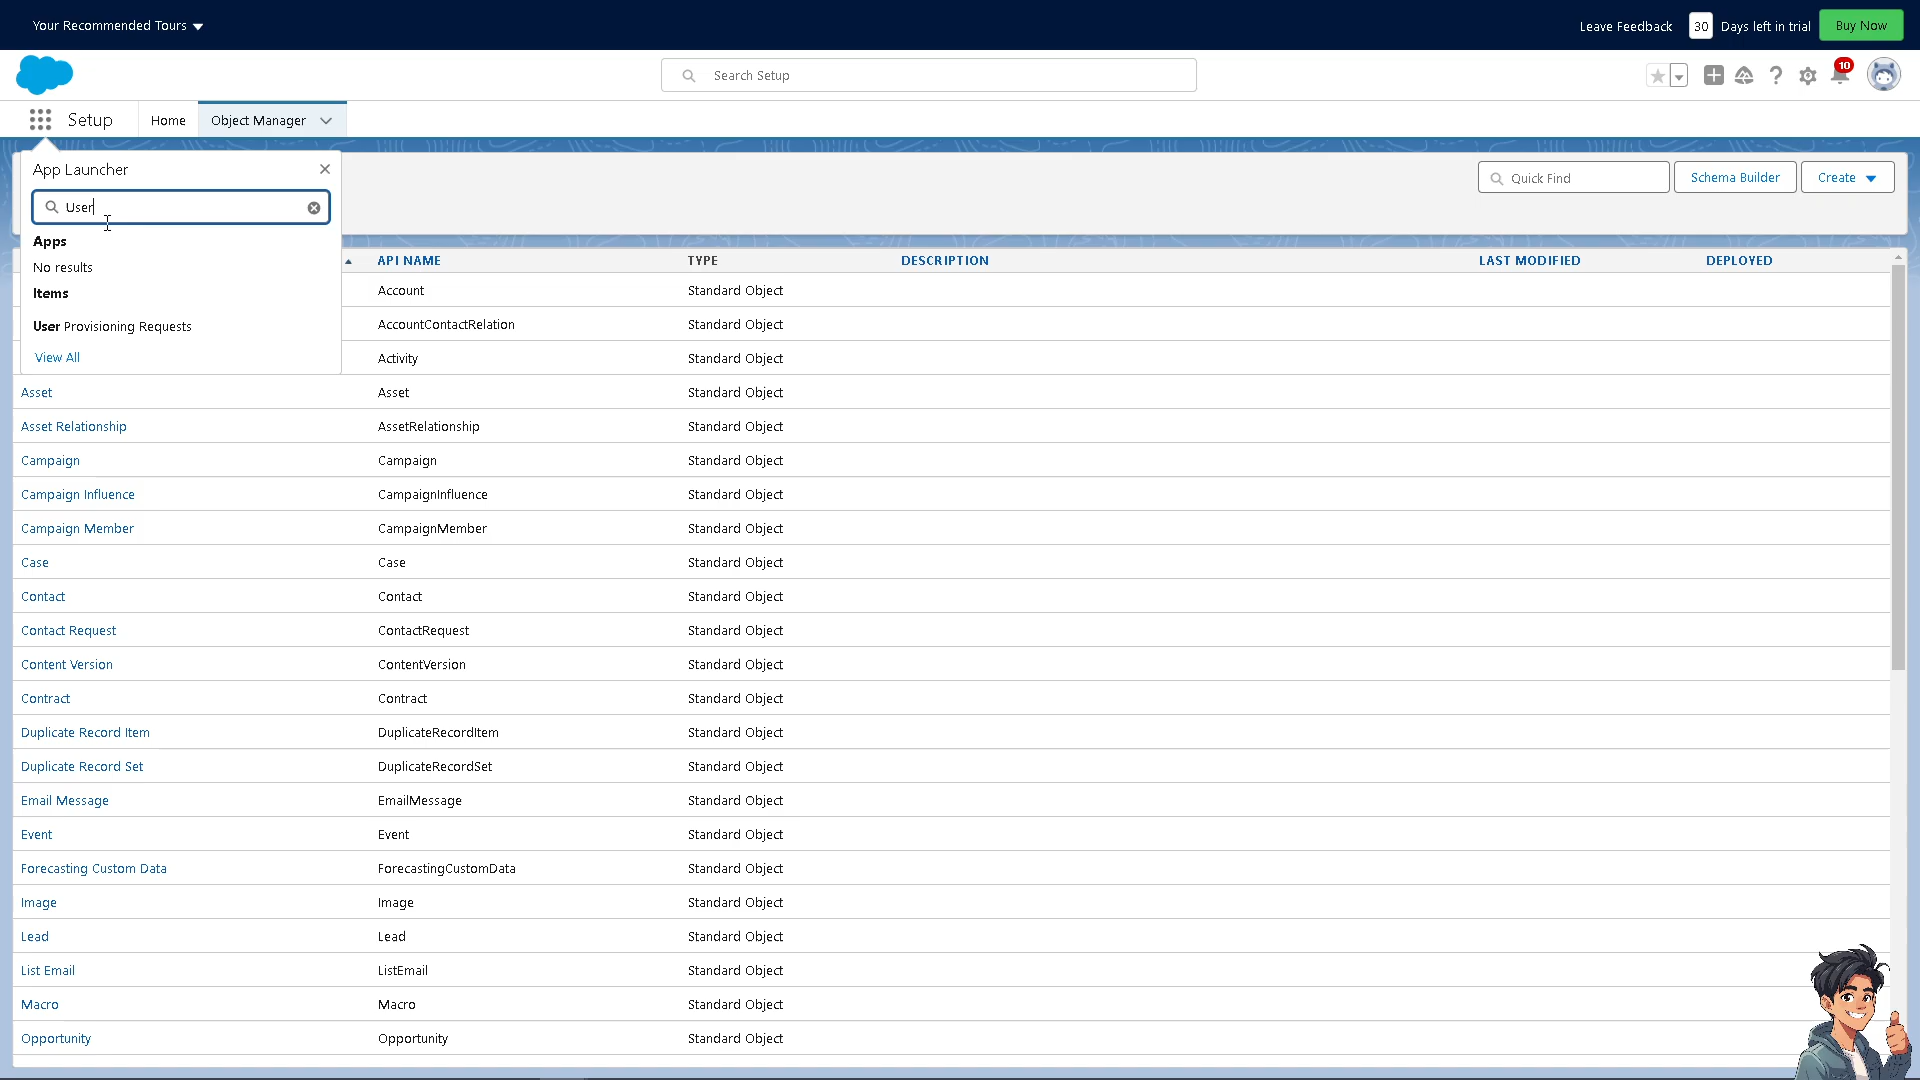 Your Recommended Tours
Leave Feedback 30 Days left in trial Buy Now
Search Setup
10
Setup Home Object Manager
App Launcher
User
Apps
No results
Items
User Provisioning Requests
View All
Quick Find Schema Builder Create
API NAME TYPE DESCRIPTION LAST MODIFIED DEPLOYED
Account Standard Object
AccountContactRelation Standard Object
Activity Standard Object
Asset Asset Standard Object
Asset Relationship AssetRelationship Standard Object
Campaign Campaign Standard Object
Campaign Influence CampaignInfluence Standard Object
Campaign Member CampaignMember Standard Object
Case Case Standard Object
Contact Contact Standard Object
Contact Request ContactRequest Standard Object
Content Version ContentVersion Standard Object
Contract Contract Standard Object
Duplicate Record Item DuplicateRecordItem Standard Object
Duplicate Record Set DuplicateRecordSet Standard Object
Email Message EmailMessage Standard Object
Event Event Standard Object
Forecasting Custom Data ForecastingCustomData Standard Object
Image Image Standard Object
Lead Lead Standard Object
List Email ListEmail Standard Object
Macro Macro Standard Object
Opportunity Opportunity Standard Object